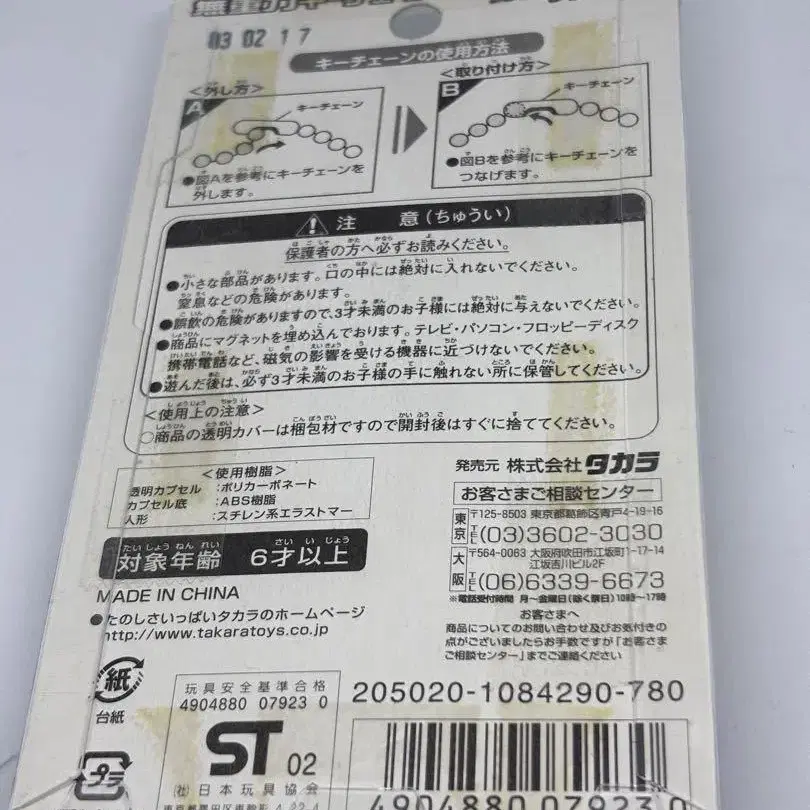 03 02 17
キーチェーンの使用方法
<外し方>
<取り付け方>
A
キーチェーン
B
キーチェーン
●図Aを参考にキーチェーンを
外します。
●図Bを参考にキーチェーンを
つなげます。
注 意(ちゅうい)
保護者の方へ必ずお読みください。
●小さな部品があります。口の中には絶対に入れないでください。
窒息などの危険があります。
●誤飲の危険がありますので、3才未満のお子様には絶対に与えないでください。
●商品にマグネットを埋め込んでおります。テレビ・パソコン・フロッピーディスク
携帯電話など、磁気の影響を受ける機器に近づけないでください。
●遊んだ後は、必ず3才未満のお子様の手に触れない所に保管してください。
<使用上の注意>
○商品の透明カバーは梱包材ですので開封後はすぐに捨ててください。
<使用樹脂>
透明カプセル :ポリカーボネート
カプセル底 :ABS樹脂
人形 :スチレン系エラストマー
対象年齢 6才以上
MADE IN CHINA
●たのしさいっぱいタカラのホームページ
http://www.takaratoys.co.jp
発売元 株式会社タカラ
お客さまご相談センター
東京 〒125-8503 東京都葛飾区青戸4-19-16
TEL (03)3602-3030
大阪 〒564-0063 大阪府吹田市江坂町1-17-14
江坂吉川ビル2F
TEL (06)6339-6673
※電話受付時間 月~金曜日(除く祭日)10時~17時
お客さまへ
商品についてのお問い合わせ及びお気付きの
点がございましたらお手数ですが「お客さま
ご相談センター」までご連絡ください
紙
台紙
プラ
玩具安全基準合格
4904880 07923 0
ST 02
(社)日本玩具協会
205020-1084290-780
4904880 07923 0